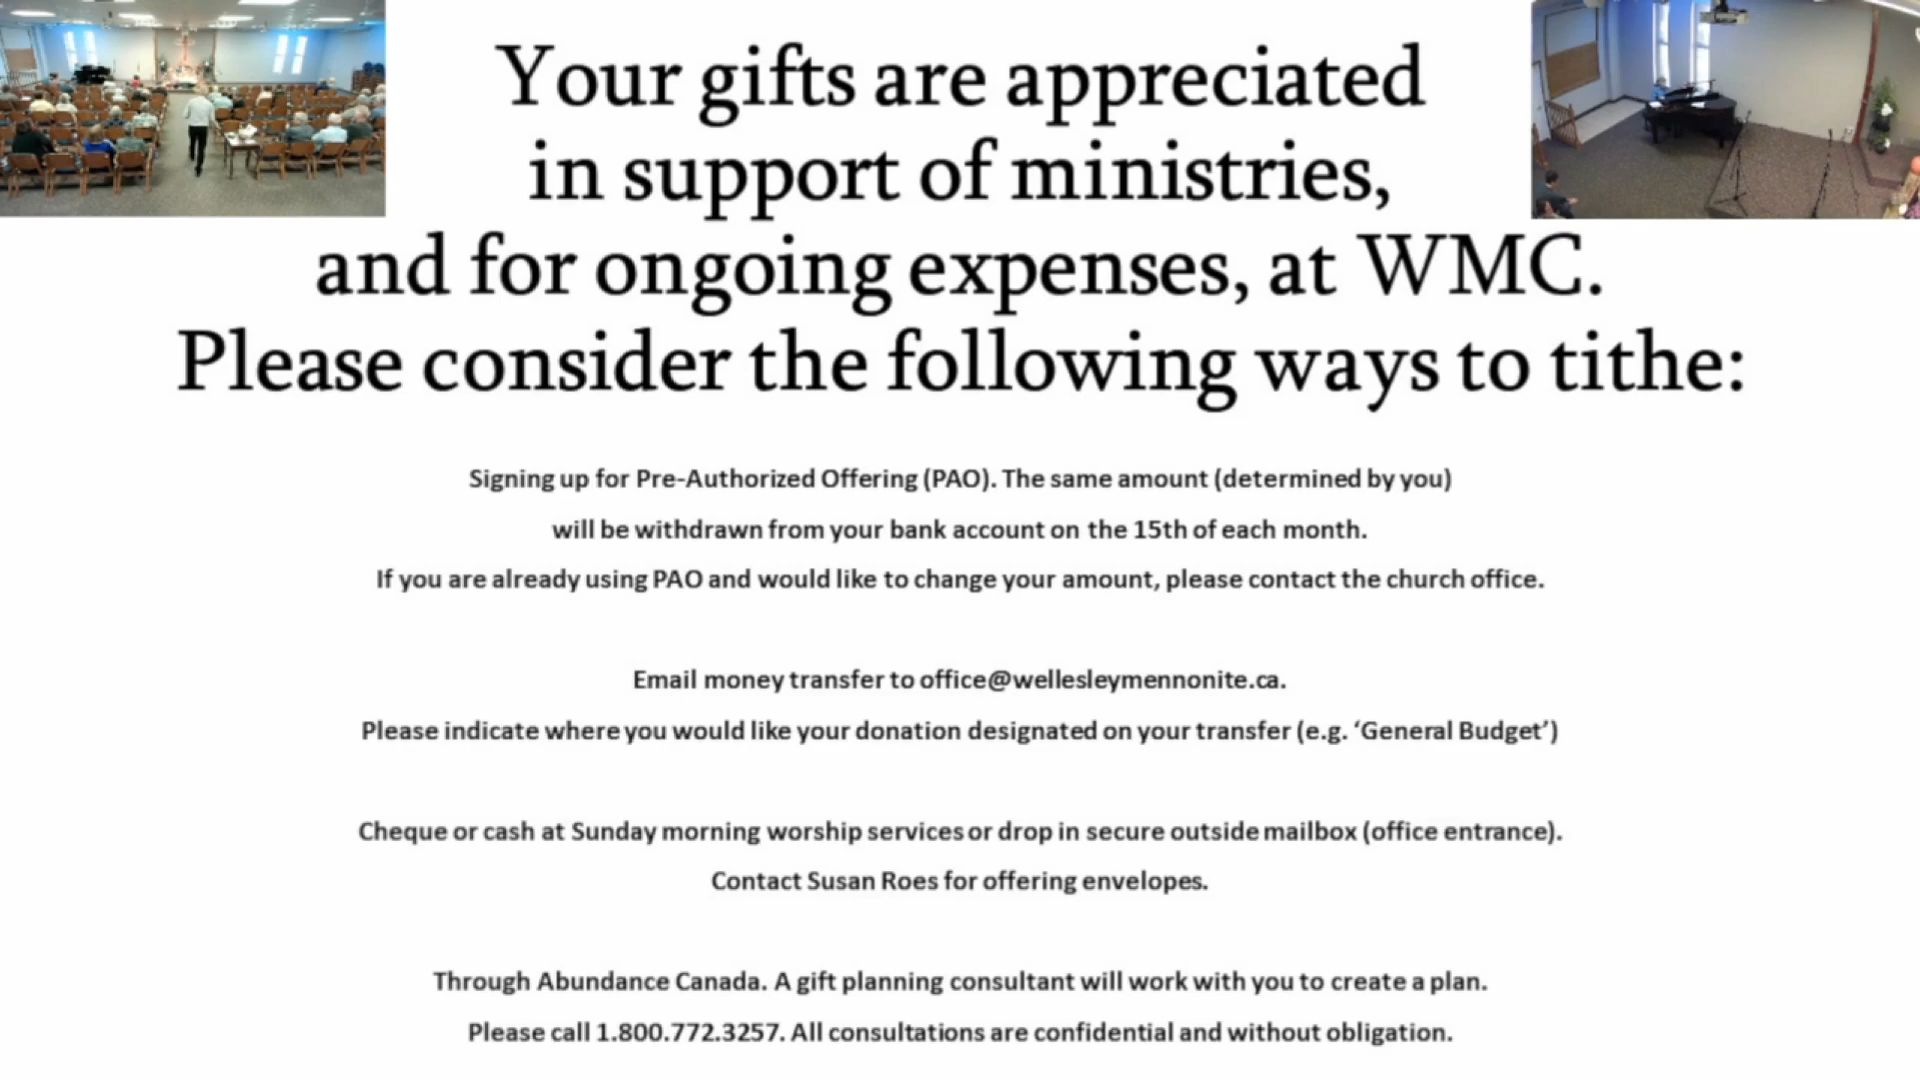 Your gifts are appreciated
in support of ministries,
and for ongoing expenses, at WMC.
Please consider the following ways to tithe:
Signing up for Pre-Authorized Offering (PAO). The same amount (determined by you)
will be withdrawn from your bank account on the 15th of each month.
If you are already using PAO and would like to change your amount, please contact the church office.
Email money transfer to office@wellesleymennonite.ca.
Please indicate where you would like your donation designated on your transfer (e.g. ‘General Budget’)
Cheque or cash at Sunday morning worship services or drop in secure outside mailbox (office entrance).
Contact Susan Roes for offering envelopes.
Through Abundance Canada. A gift planning consultant will work with you to create a plan.
Please call 1.800.772.3257. All consultations are confidential and without obligation.